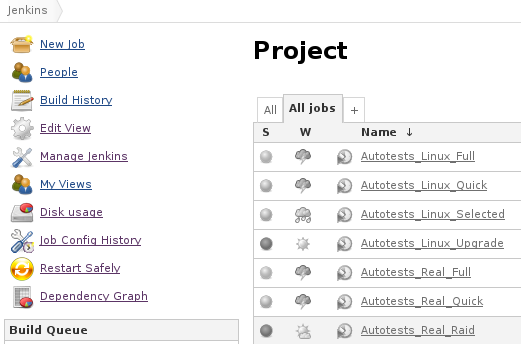 Jenkins
New Job
People
Build History
Edit View
Manage Jenkins
My Views
Disk usage
Job Config History
Restart Safely
Dependency Graph
Build Queue
Project
All All jobs +
S W Name ↓
Autotests_Linux_Full
Autotests_Linux_Quick
Autotests_Linux_Selected
Autotests_Linux_Upgrade
Autotests_Real_Full
Autotests_Real_Quick
Autotests_Real_Raid